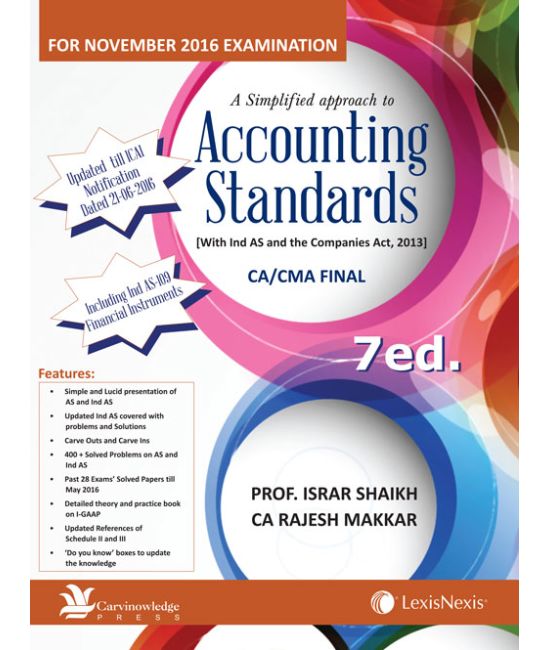 FOR NOVEMBER 2016 EXAMINATION
A Simplified approach to
Accounting
Standards
[With Ind AS and the Companies Act, 2013]
CA/CMA FINAL
Updated till ICAI
Notification
Dated 21-06-2016
Including Ind AS-109
Financial Instruments
7ed.
Features:
• Simple and Lucid presentation of
AS and Ind AS
• Updated Ind AS covered with
problems and Solutions
• Carve Outs and Carve Ins
• 400 + Solved Problems on AS and
Ind AS
• Past 28 Exams' Solved Papers till
May 2016
• Detailed theory and practice book
on I-GAAP
• Updated References of
Schedule II and III
• 'Do you know' boxes to update
the knowledge
PROF. ISRAR SHAIKH
CA RAJESH MAKKAR
Carvinowledge
PRESS
LexisNexis®